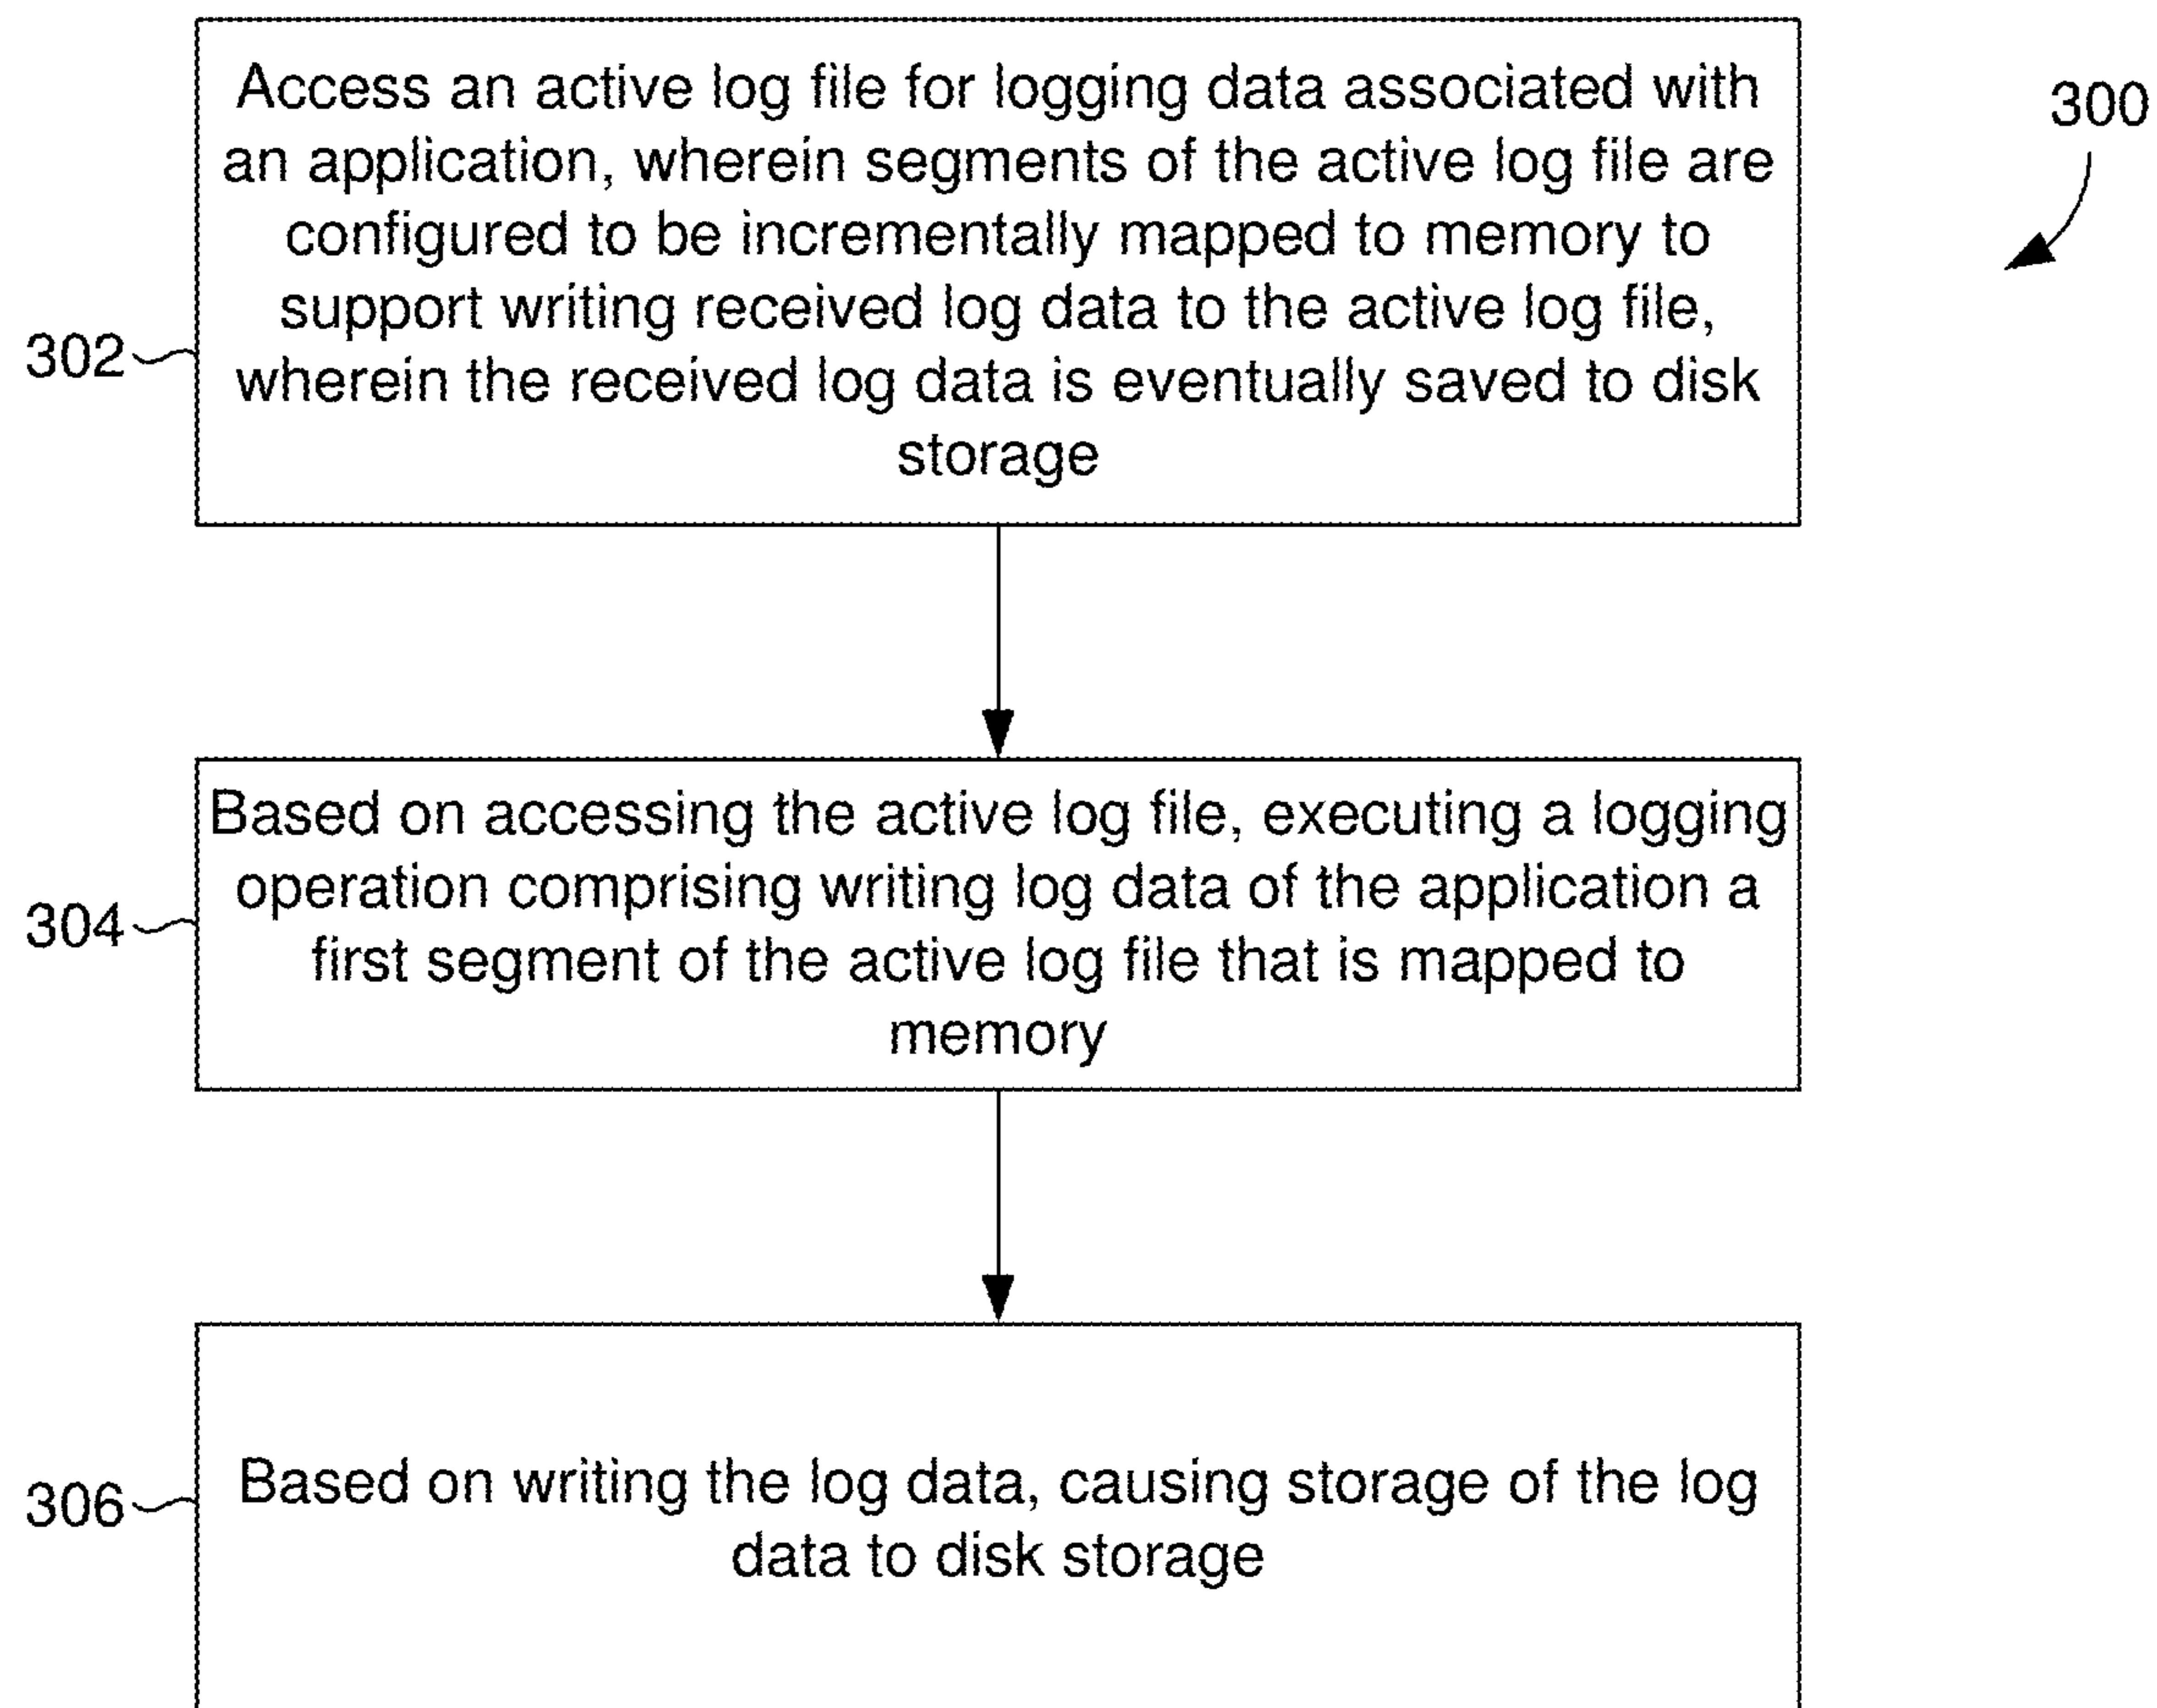 Access an active log file for logging data associated with
an application, wherein segments of the active log file are
configured to be incrementally mapped to memory to
support writing received log data to the active log file,
wherein the received log data is eventually saved to disk
storage
300
302
Based on accessing the active log file, executing a logging
operation comprising writing log data of the application a
first segment of the active log file that is mapped to
memory
304
Based on writing the log data, causing storage of the log
data to disk storage
306